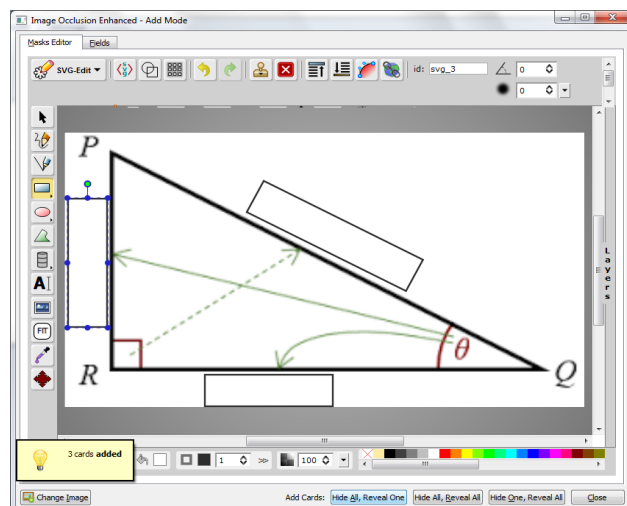 Image Occlusion Enhanced - Add Mode
Masks Editor
Fields
SVG-Edit
id: svg_3
0
0
P
θ
R
Q
Layers
A
FIT
3 cards added
1
100
Change Image
Add Cards:
Hide All, Reveal One
Hide All, Reveal All
Hide One, Reveal All
Close